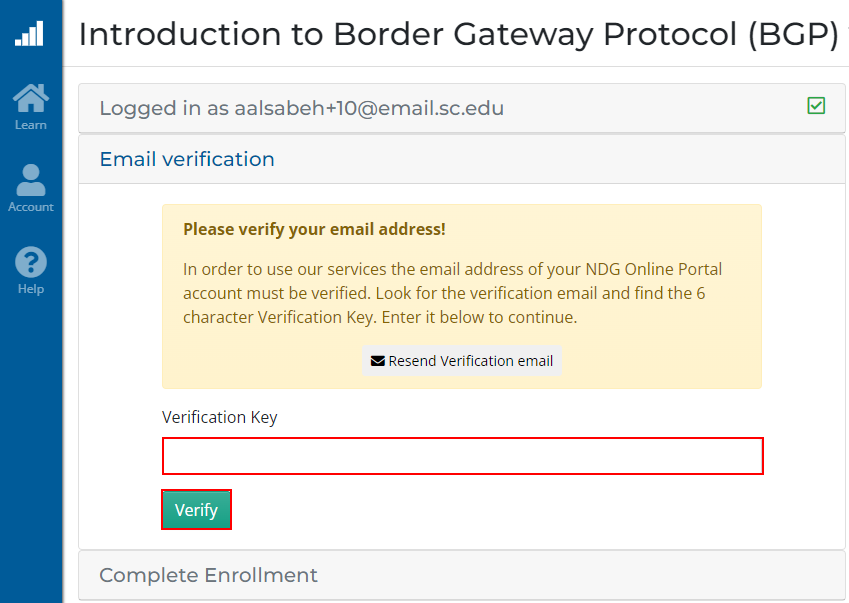 Introduction to Border Gateway Protocol (BGP)
Learn
Account
Help
Logged in as aalsabeh+10@email.sc.edu
Email verification
Please verify your email address!
In order to use our services the email address of your NDG Online Portal
account must be verified. Look for the verification email and find the 6
character Verification Key. Enter it below to continue.
Resend Verification email
Verification Key
Verify
Complete Enrollment